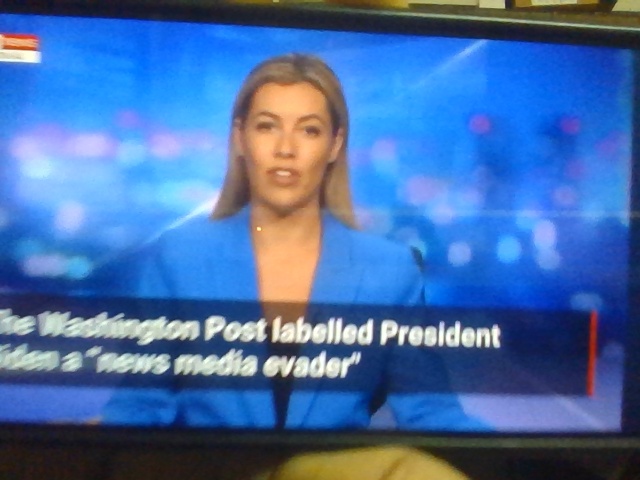 The Washington Post labelled President
iden a "news media evader"